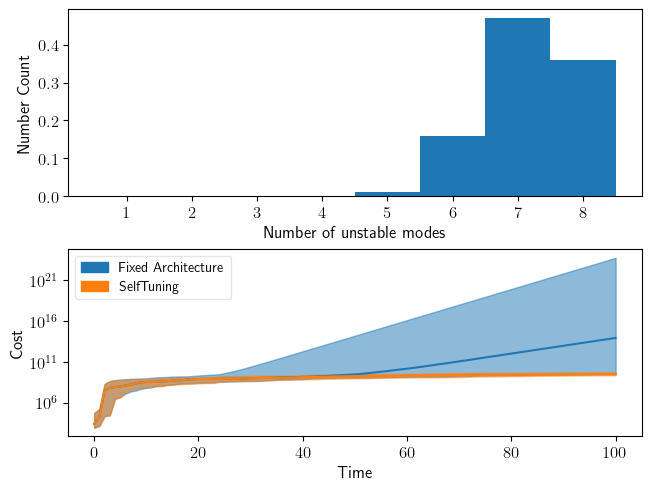 Number Count
0.4
0.3
0.2
0.1
0.0
1 2 3 4 5 6 7 8
Number of unstable modes
Fixed Architecture
SelfTuning
Cost
10^21
10^16
10^11
10^6
0 20 40 60 80 100
Time